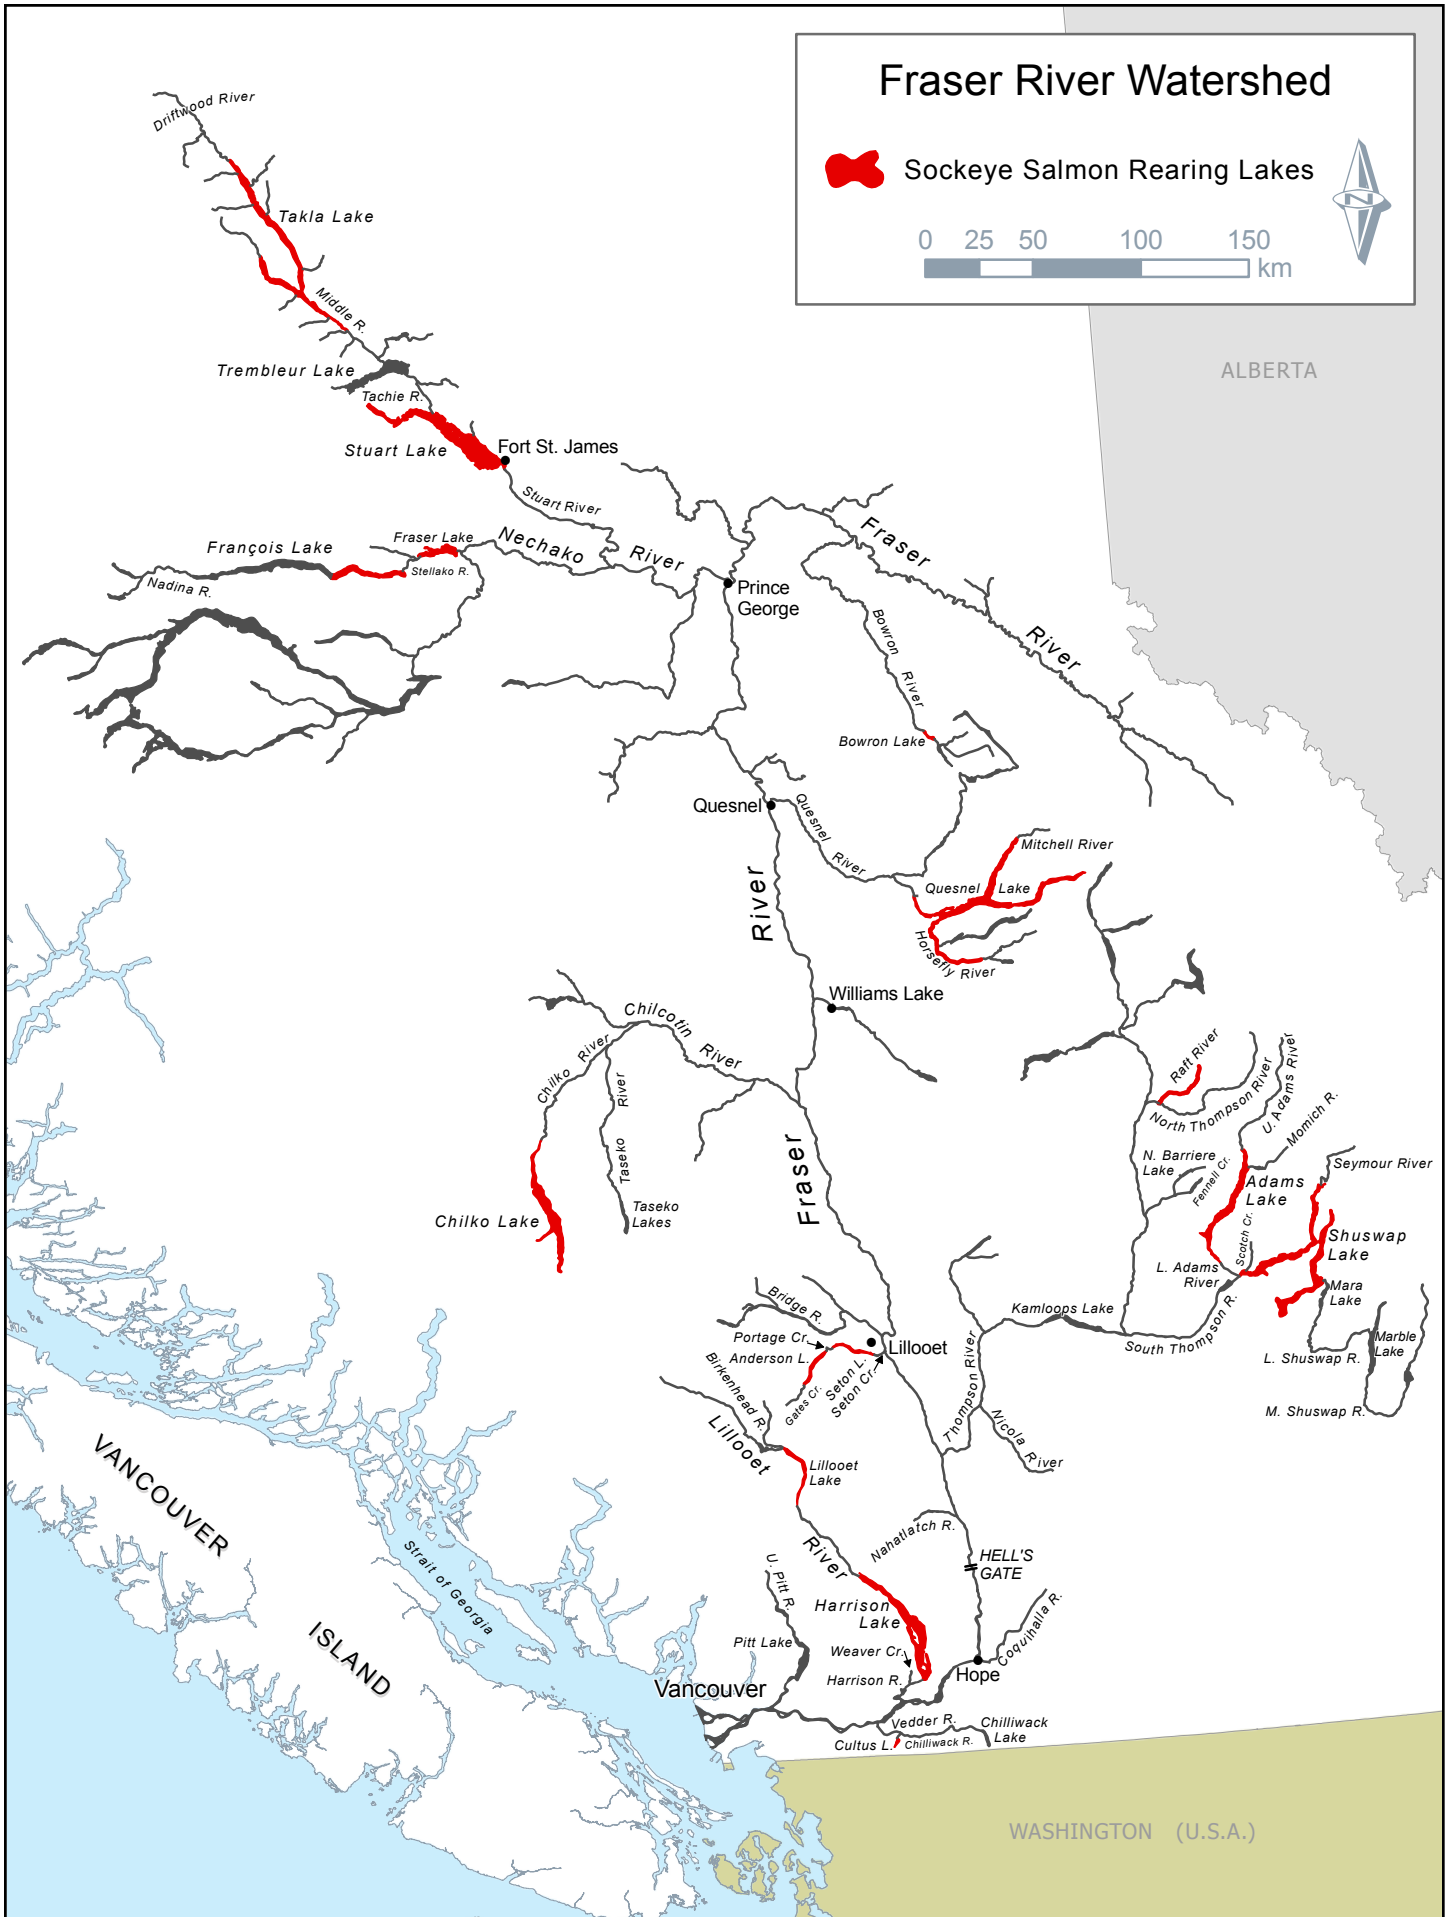 Fraser River Watershed
Sockeye Salmon Rearing Lakes
N
0 25 50 100 150
km
ALBERTA
Driftwood River
Takla Lake
Middle R.
Trembleur Lake
Tachie R.
Stuart Lake
Fort St. James
Stuart River
Fraser Lake
François Lake
Stellako R.
Nadina R.
Nechako
River
Fraser
River
Prince
George
Bowron
River
Bowron Lake
Quesnel
Quesnel
River
Mitchell River
Quesnel Lake
Horsefly River
River
Williams Lake
Chilcotin
River
Chilko River
Taseko River
Taseko
Lakes
Chilko Lake
Fraser
Raft River
North Thompson River
U. Adams River
Momich R.
N. Barriere
Lake
Fennell Cr.
Adams
Lake
Seymour River
Scotch Cr.
Shuswap
Lake
L. Adams
River
Mara
Lake
Kamloops Lake
South Thompson R.
L. Shuswap R.
Marble
Lake
M. Shuswap R.
Bridge R.
Portage Cr.
Anderson L.
Lillooet
Seton L.
Seton Cr.
Gates Cr.
Birkenhead R.
Thompson River
Nicola River
Lillooet
Lillooet
Lake
River
Nahatlatch R.
HELL'S
GATE
Harrison
Lake
Weaver Cr.
Harrison R.
Hope
Coquihalla R.
U. Pitt R.
Pitt Lake
Vancouver
Vedder R.
Chilliwack
Lake
Cultus L.
Chilliwack R.
VANCOUVER
ISLAND
Strait of Georgia
WASHINGTON (U.S.A.)